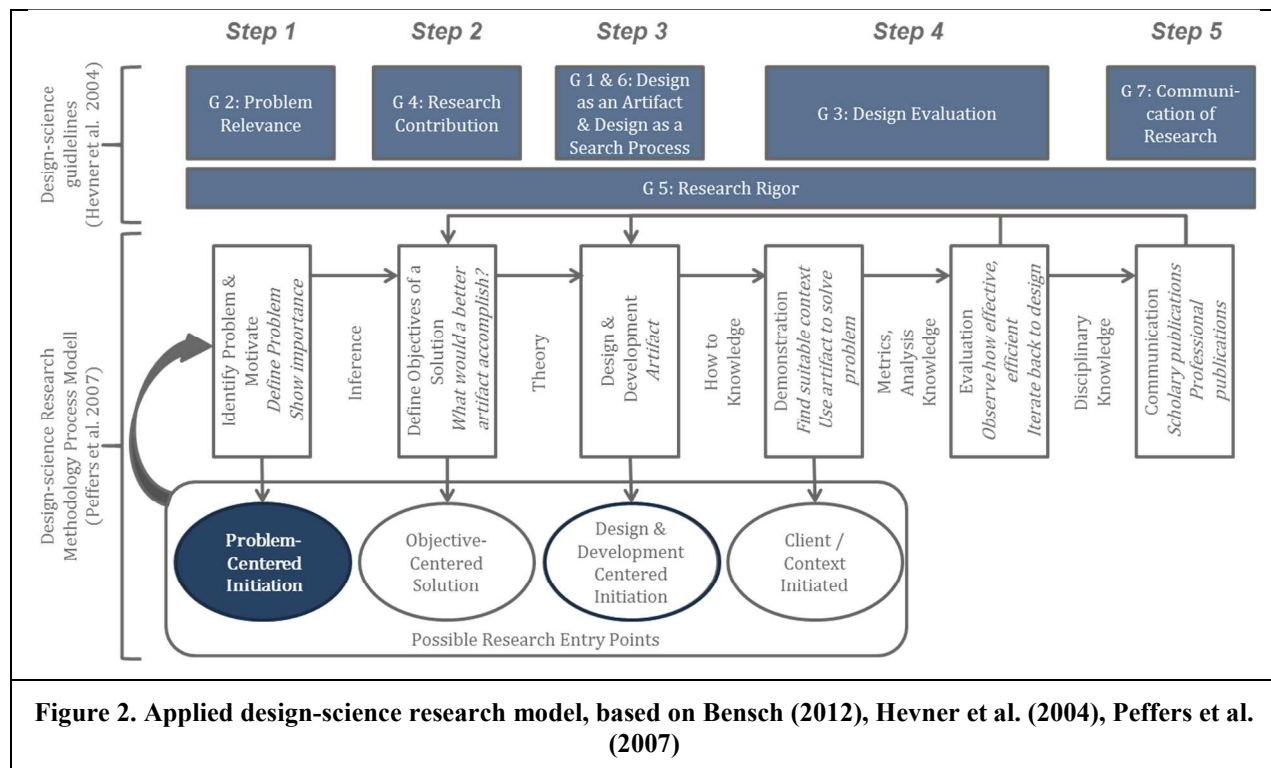 Step 1
Step 2
Step 3
Step 4
Step 5
Design-science
guidlelines
(Hevner et al.  2004)
G 2: Problem
Relevance
G 4: Research
Contribution
G 1 & 6: Design
as an Artifact
& Design as a
Search Process
G 3: Design Evaluation
G 7: Communi-
cation of
Research
G 5: Research Rigor
Design-science Research
Methodology Process Modell
(Peffers et al.  2007)
Identify Problem &
Motivate
Define Problem
Show importance
Inference
Define Objectives of a
Solution
What would a better
artifact accomplish?
Theory
Design &
Development
Artifact
How to
Knowledge
Demonstration
Find suitable context
Use artifact to solve
problem
Metrics,
Analysis
Knowledge
Evaluation
Observe how effective,
efficient
Iterate back to design
Disciplinary
Knowledge
Communication
Scholary publications
Professional
publications
Problem-
Centered
Initiation
Objective-
Centered
Solution
Design &
Development
Centered
Initiation
Client /
Context
Initiated
Possible Research Entry Points
Figure 2. Applied design-science research model, based on Bensch (2012), Hevner et al. (2004), Peffers et al.
(2007)